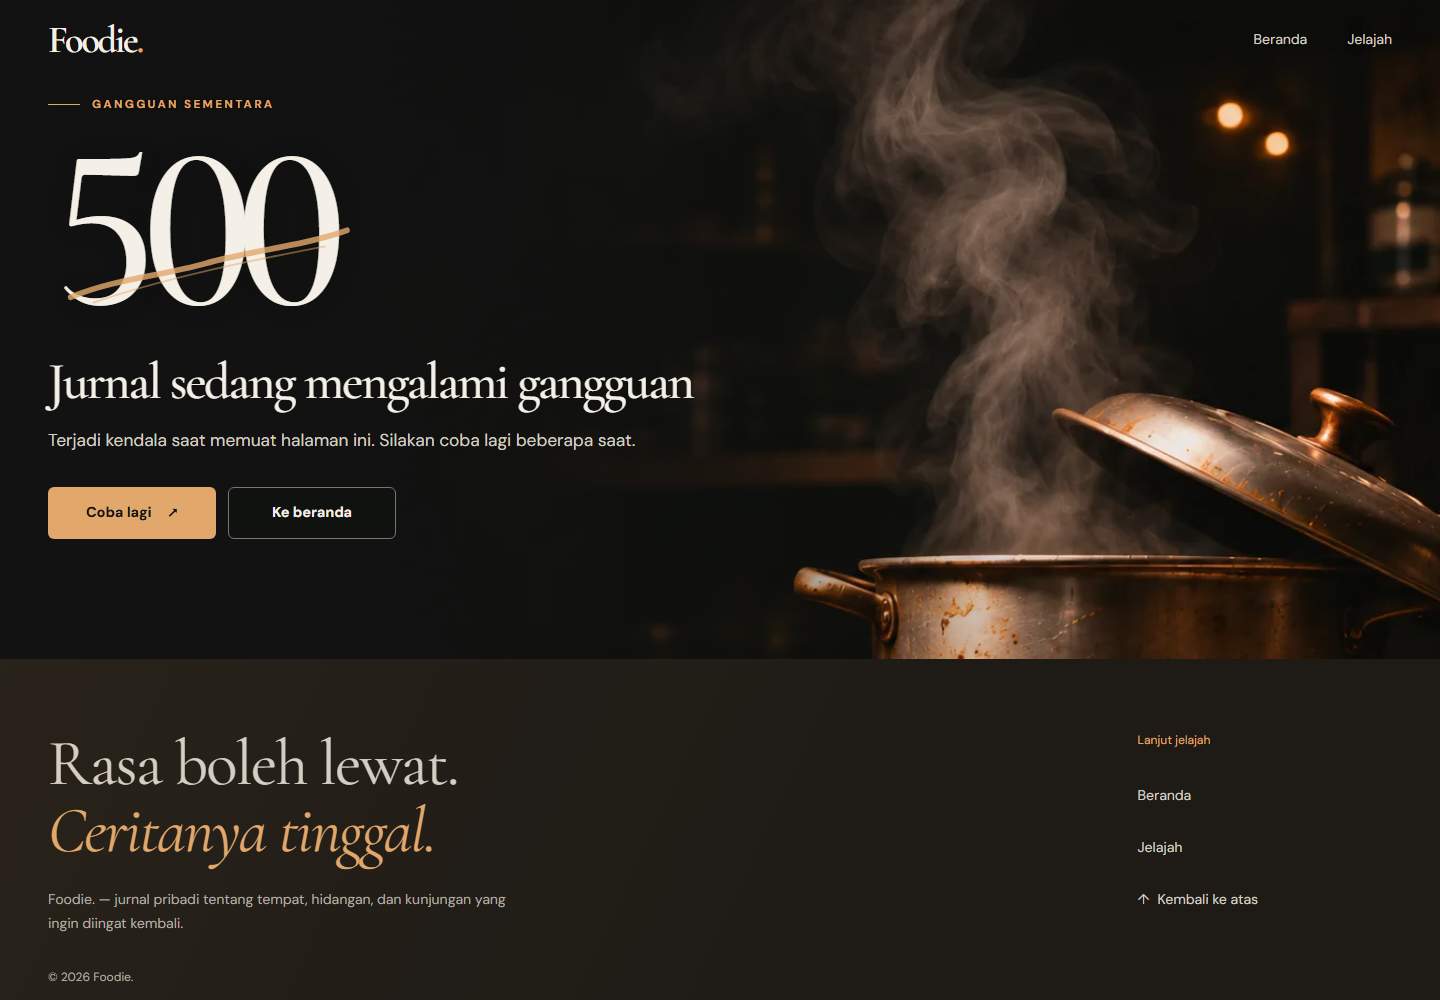 Foodie.
Beranda
Jelajah
GANGGUAN SEMENTARA
500
Jurnal sedang mengalami gangguan
Terjadi kendala saat memuat halaman ini. Silakan coba lagi beberapa saat.
Coba lagi ↗
Ke beranda
Rasa boleh lewat.
Ceritanya tinggal.
Foodie. — jurnal pribadi tentang tempat, hidangan, dan kunjungan yang
ingin diingat kembali.
© 2026 Foodie.
Lanjut jelajah
Beranda
Jelajah
↑ Kembali ke atas